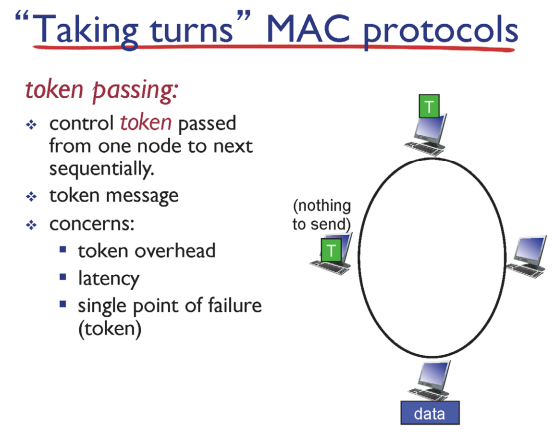 “Taking turns” MAC protocols
token passing:
❖ control token passed
from one node to next
sequentially.
❖ token message
❖ concerns:
▪ token overhead
▪ latency
▪ single point of failure
(token)
T
(nothing
to send)
T
data